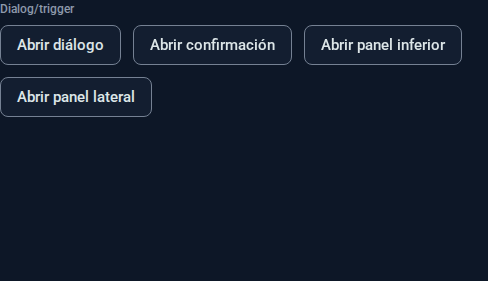 Dialog/trigger
Abrir diálogo
Abrir confirmación
Abrir panel inferior
Abrir panel lateral